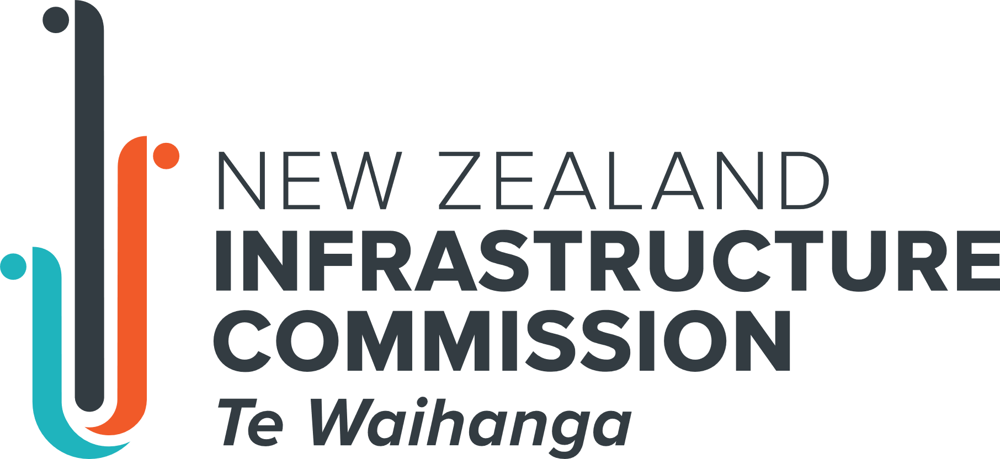 NEW ZEALAND
INFRASTRUCTURE
COMMISSION
Te Waihanga